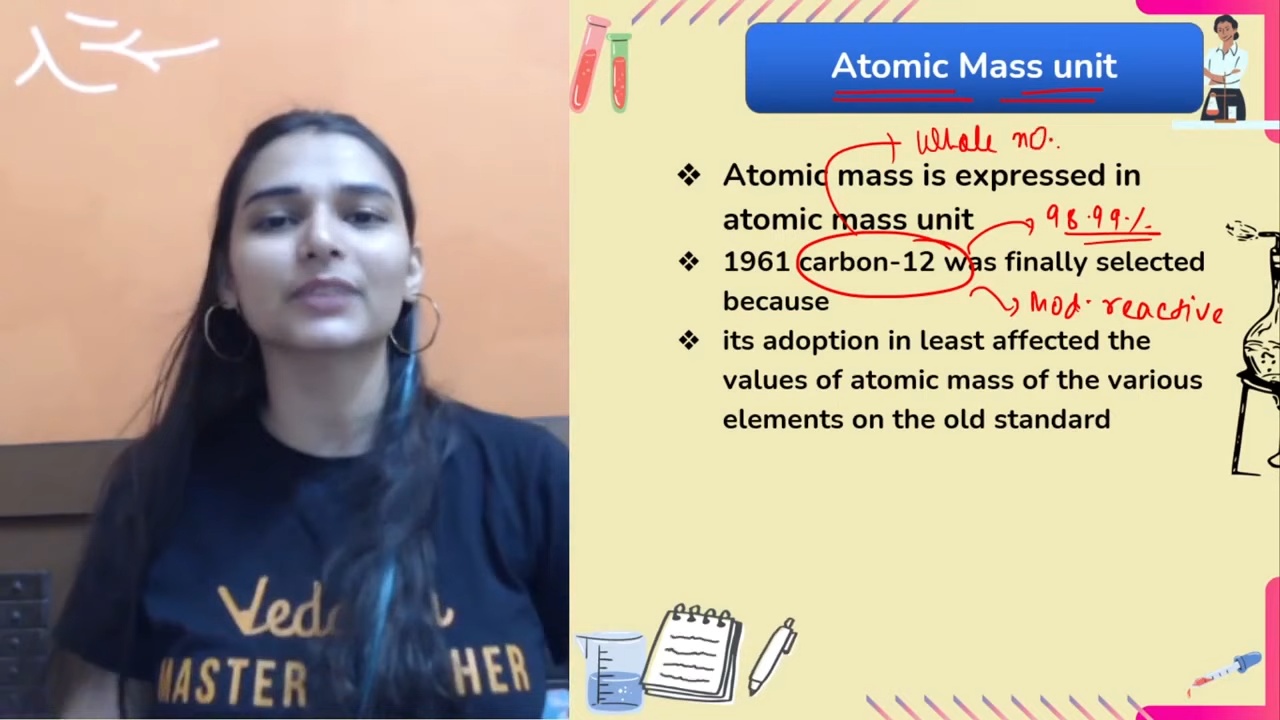 Atomic Mass unit
whole no.
❖ Atomic mass is expressed in
atomic mass unit
98.99%
❖ 1961 carbon-12 was finally selected
because
Mod. reactive
❖ its adoption in least affected the
values of atomic mass of the various
elements on the old standard
MASTER